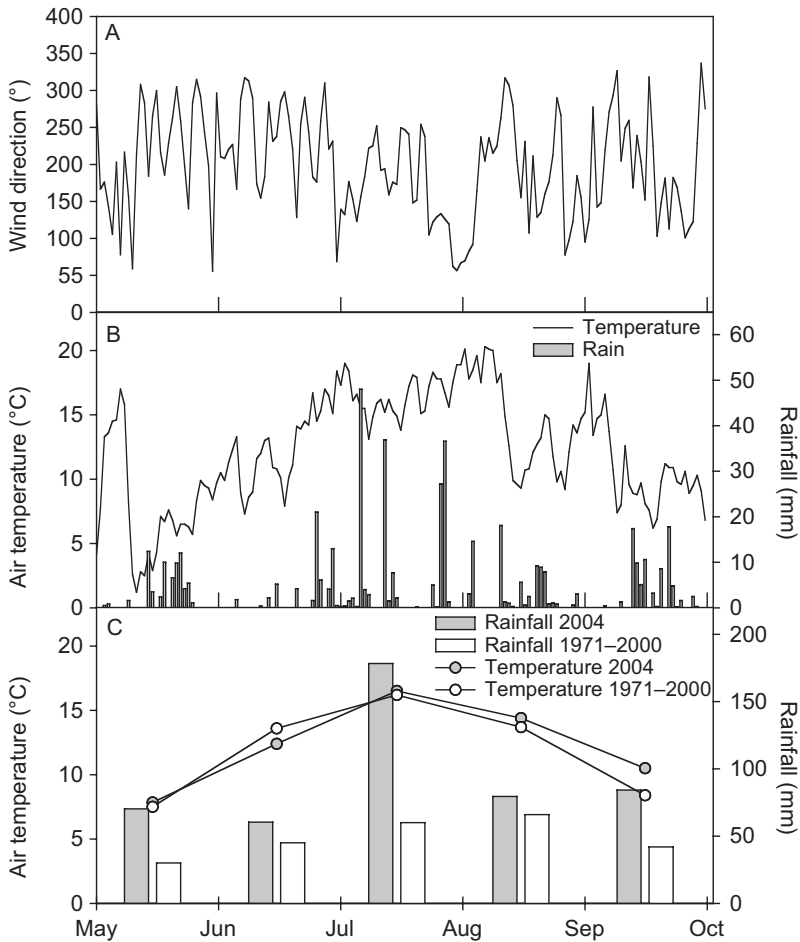 A
Wind direction (°)
400
350
300
250
200
150
100
55
0
B
Temperature
Rain
Air temperature (°C)
20
15
10
5
0
Rainfall (mm)
60
50
40
30
20
10
0
C
Rainfall 2004
Rainfall 1971–2000
Temperature 2004
Temperature 1971–2000
Air temperature (°C)
20
15
10
5
0
Rainfall (mm)
200
150
100
50
0
May Jun Jul Aug Sep Oct